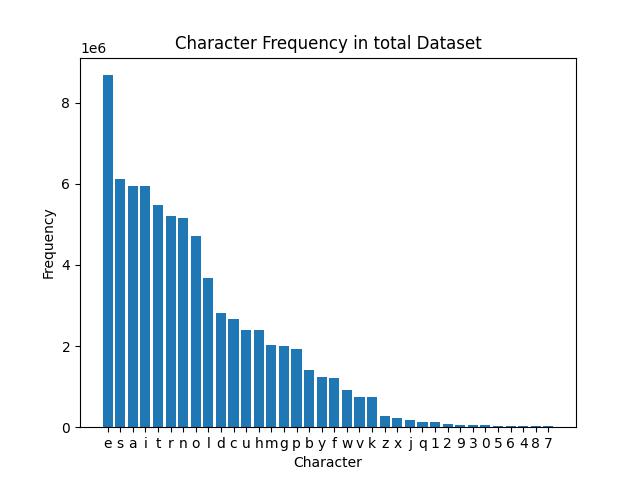 Character Frequency in total Dataset
1e6
8
6
4
2
0
Frequency
e s a i t r n o l d c u h m g p b y f w v k z x j q 1 2 9 3 0 5 6 4 8 7
Character